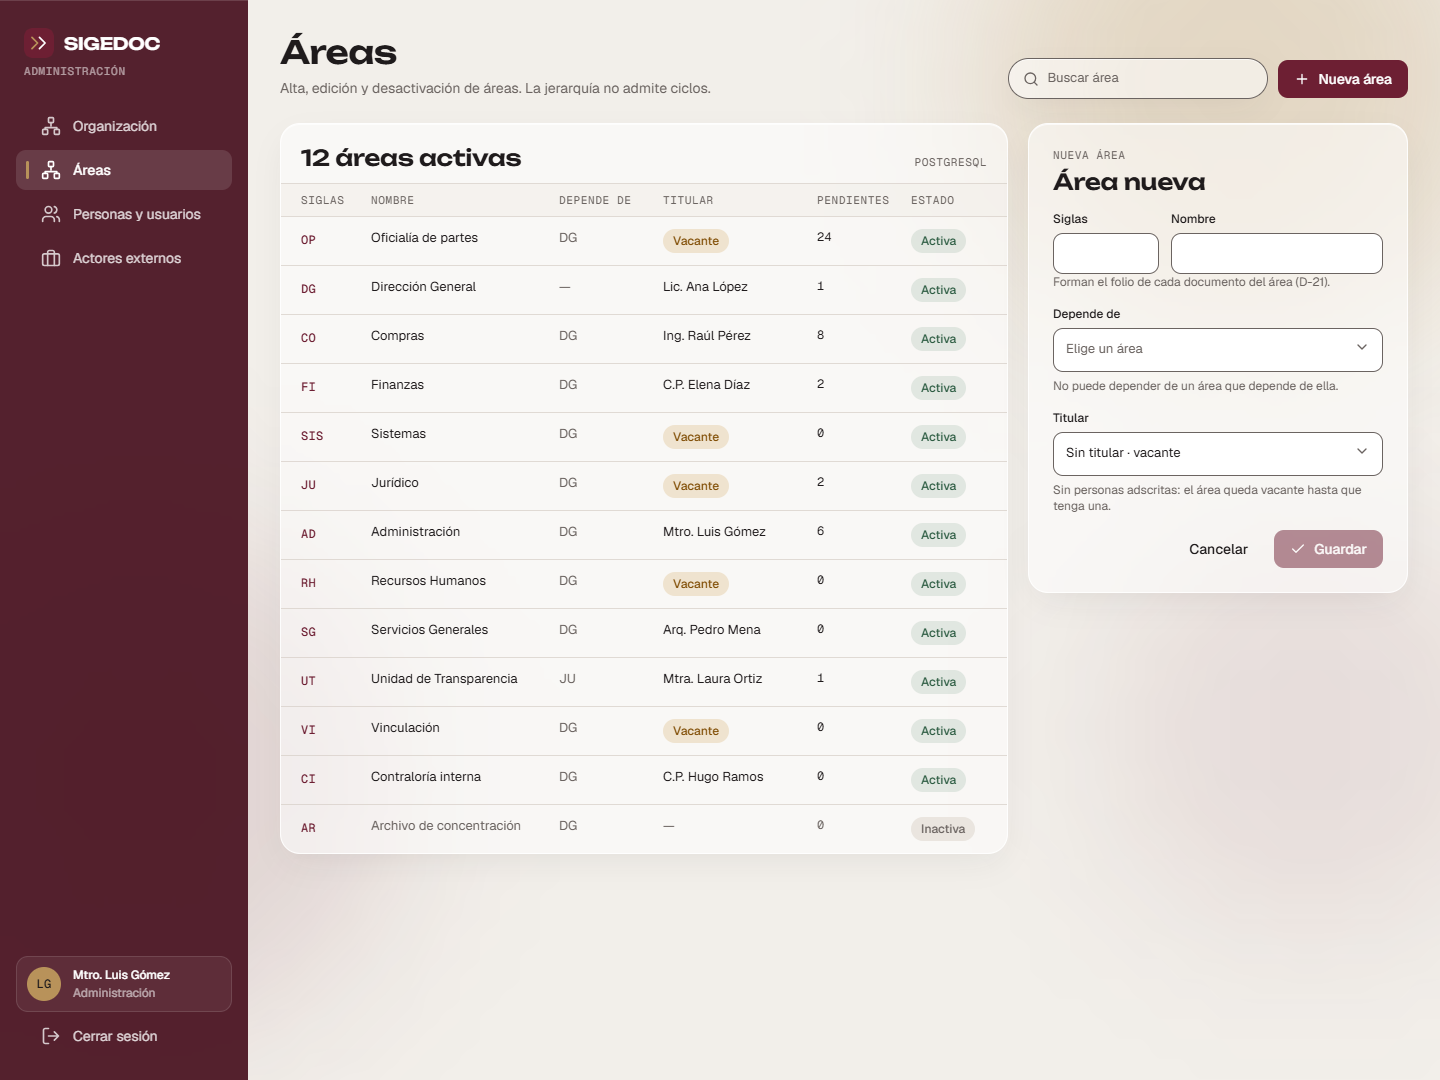 SIGEDOC
ADMINISTRACIÓN
Organización
Áreas
Personas y usuarios
Actores externos
Mtro. Luis Gómez
LG
Administración
Cerrar sesión
Áreas
Alta, edición y desactivación de áreas. La jerarquía no admite ciclos.
Buscar área
Nueva área
12 áreas activas
POSTGRESQL
SIGLAS NOMBRE DEPENDE DE TITULAR PENDIENTES ESTADO
OP Oficialía de partes DG Vacante 24 Activa
DG Dirección General — Lic. Ana López 1 Activa
CO Compras DG Ing. Raúl Pérez 8 Activa
FI Finanzas DG C.P. Elena Díaz 2 Activa
SIS Sistemas DG Vacante 0 Activa
JU Jurídico DG Vacante 2 Activa
AD Administración DG Mtro. Luis Gómez 6 Activa
RH Recursos Humanos DG Vacante 0 Activa
SG Servicios Generales DG Arq. Pedro Mena 0 Activa
UT Unidad de Transparencia JU Mtra. Laura Ortiz 1 Activa
VI Vinculación DG Vacante 0 Activa
CI Contraloría interna DG C.P. Hugo Ramos 0 Activa
AR Archivo de concentración DG — 0 Inactiva
NUEVA ÁREA
Área nueva
Siglas Nombre
Forman el folio de cada documento del área (D-21).
Depende de
Elige un área
No puede depender de un área que depende de ella.
Titular
Sin titular · vacante
Sin personas adscritas: el área queda vacante hasta que
tenga una.
Cancelar Guardar